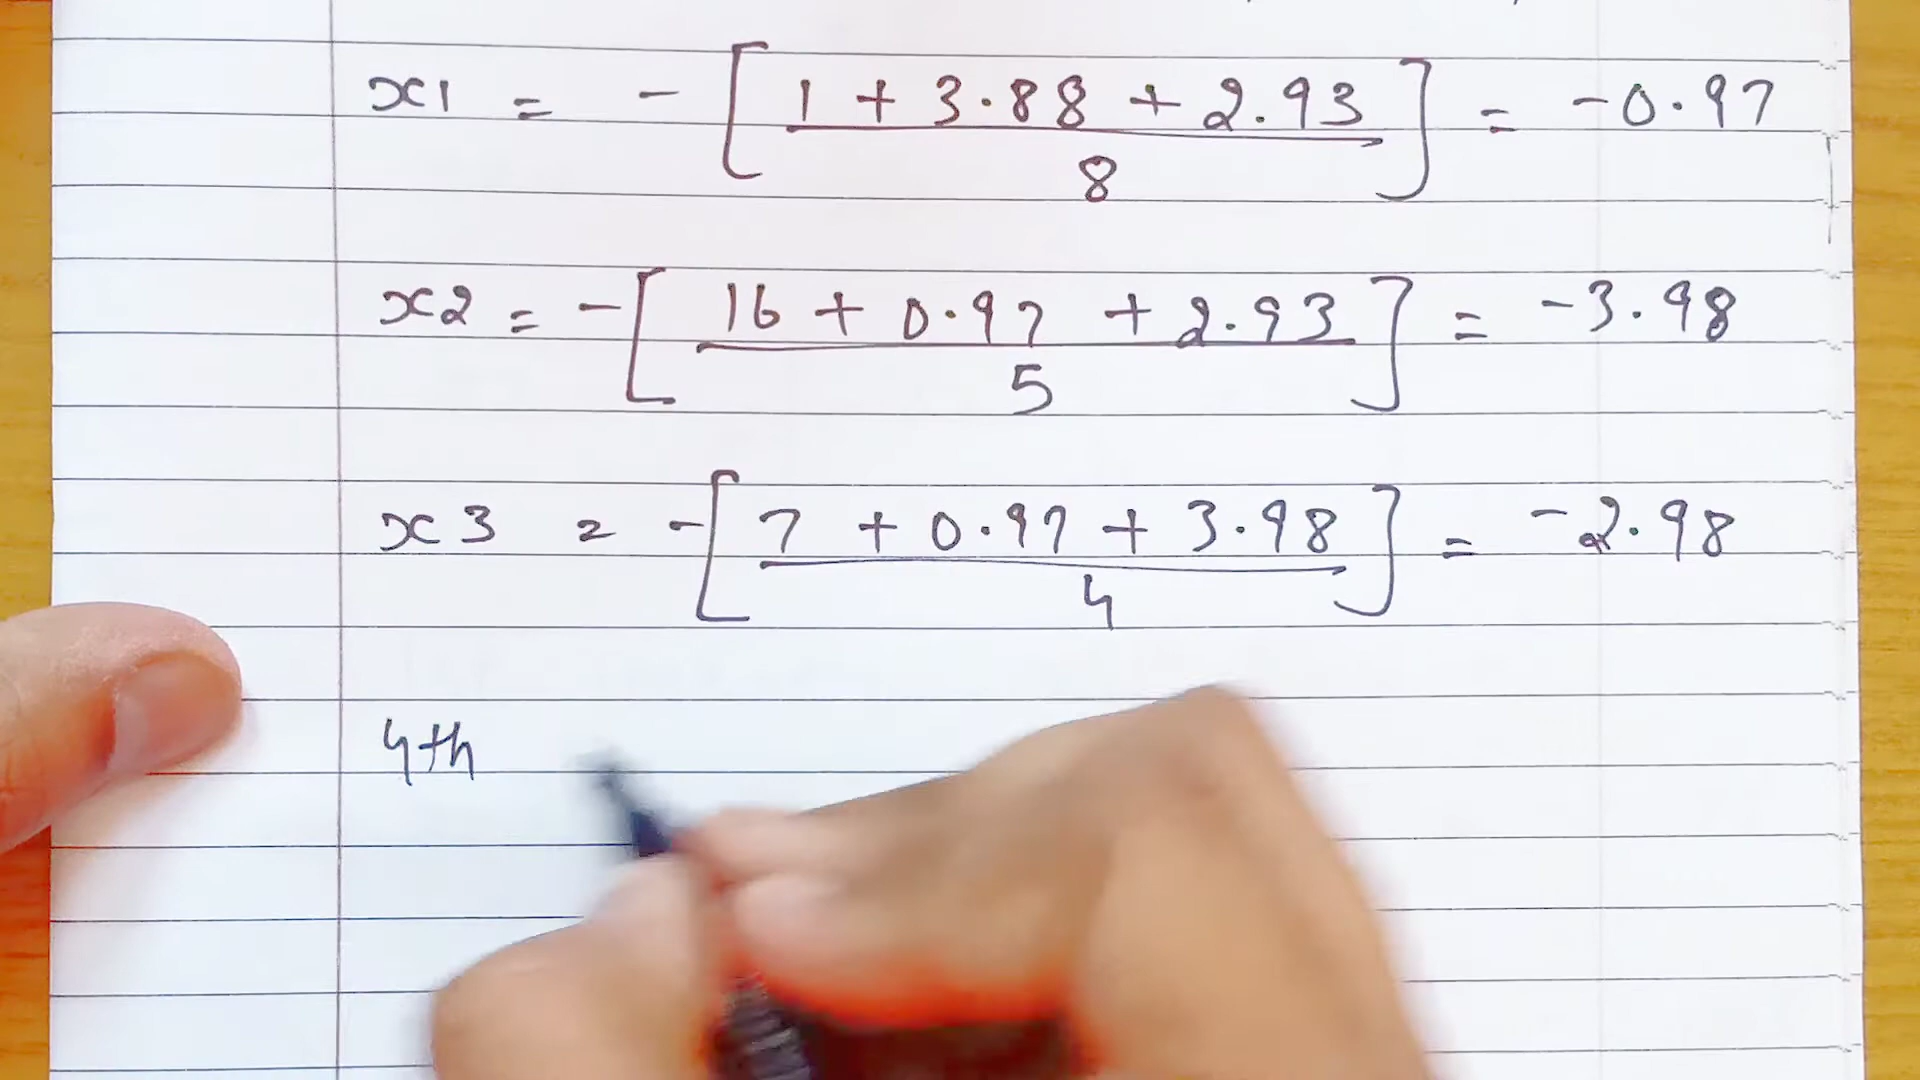 x1 = - [ 1 + 3.88 + 2.93 / 8 ] = -0.97
x2 = - [ 16 + 0.97 + 2.93 / 5 ] = -3.98
x3 = - [ 7 + 0.97 + 3.98 / 4 ] = -2.98
4th